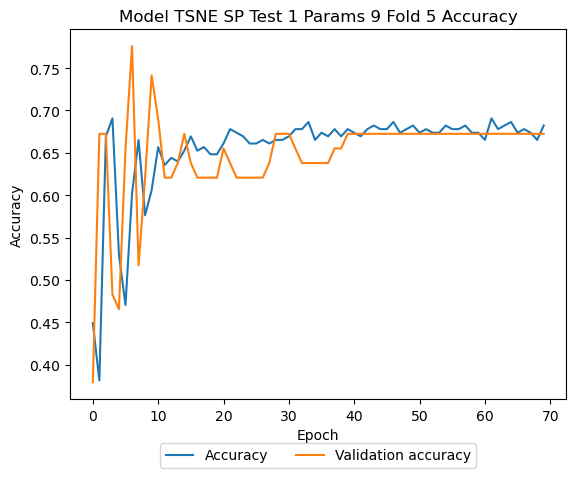 Model TSNE SP Test 1 Params 9 Fold 5 Accuracy
0.75
0.70
0.65
0.60
0.55
0.50
0.45
0.40
Accuracy
0 10 20 30 40 50 60 70
Epoch
Accuracy Validation accuracy